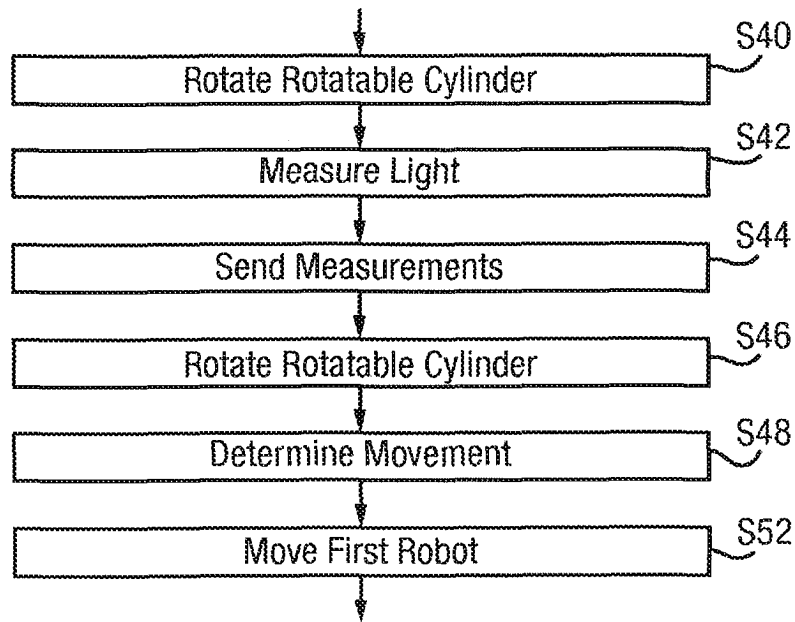 S40
Rotate Rotatable Cylinder
S42
Measure Light
S44
Send Measurements
S46
Rotate Rotatable Cylinder
S48
Determine Movement
S52
Move First Robot